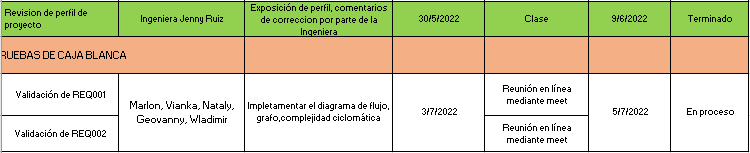 Revision de perfil de
proyecto
Ingeniera Jenny Ruiz
Exposición de perfil, comentarios
de correccion por parte de la
Ingeniera
30/5/2022
Clase
9/6/2022
Terminado
RUEBAS DE CAJA BLANCA
Validación de REQ001
Validación de REQ002
Marlon, Vianka, Nataly,
Geovanny, Wladimir
Impletamentar el diagrama de flujo,
grafo,complejidad ciclomática
3/7/2022
Reunión en línea
mediante meet
Reunión en línea
mediante meet
5/7/2022
En proceso